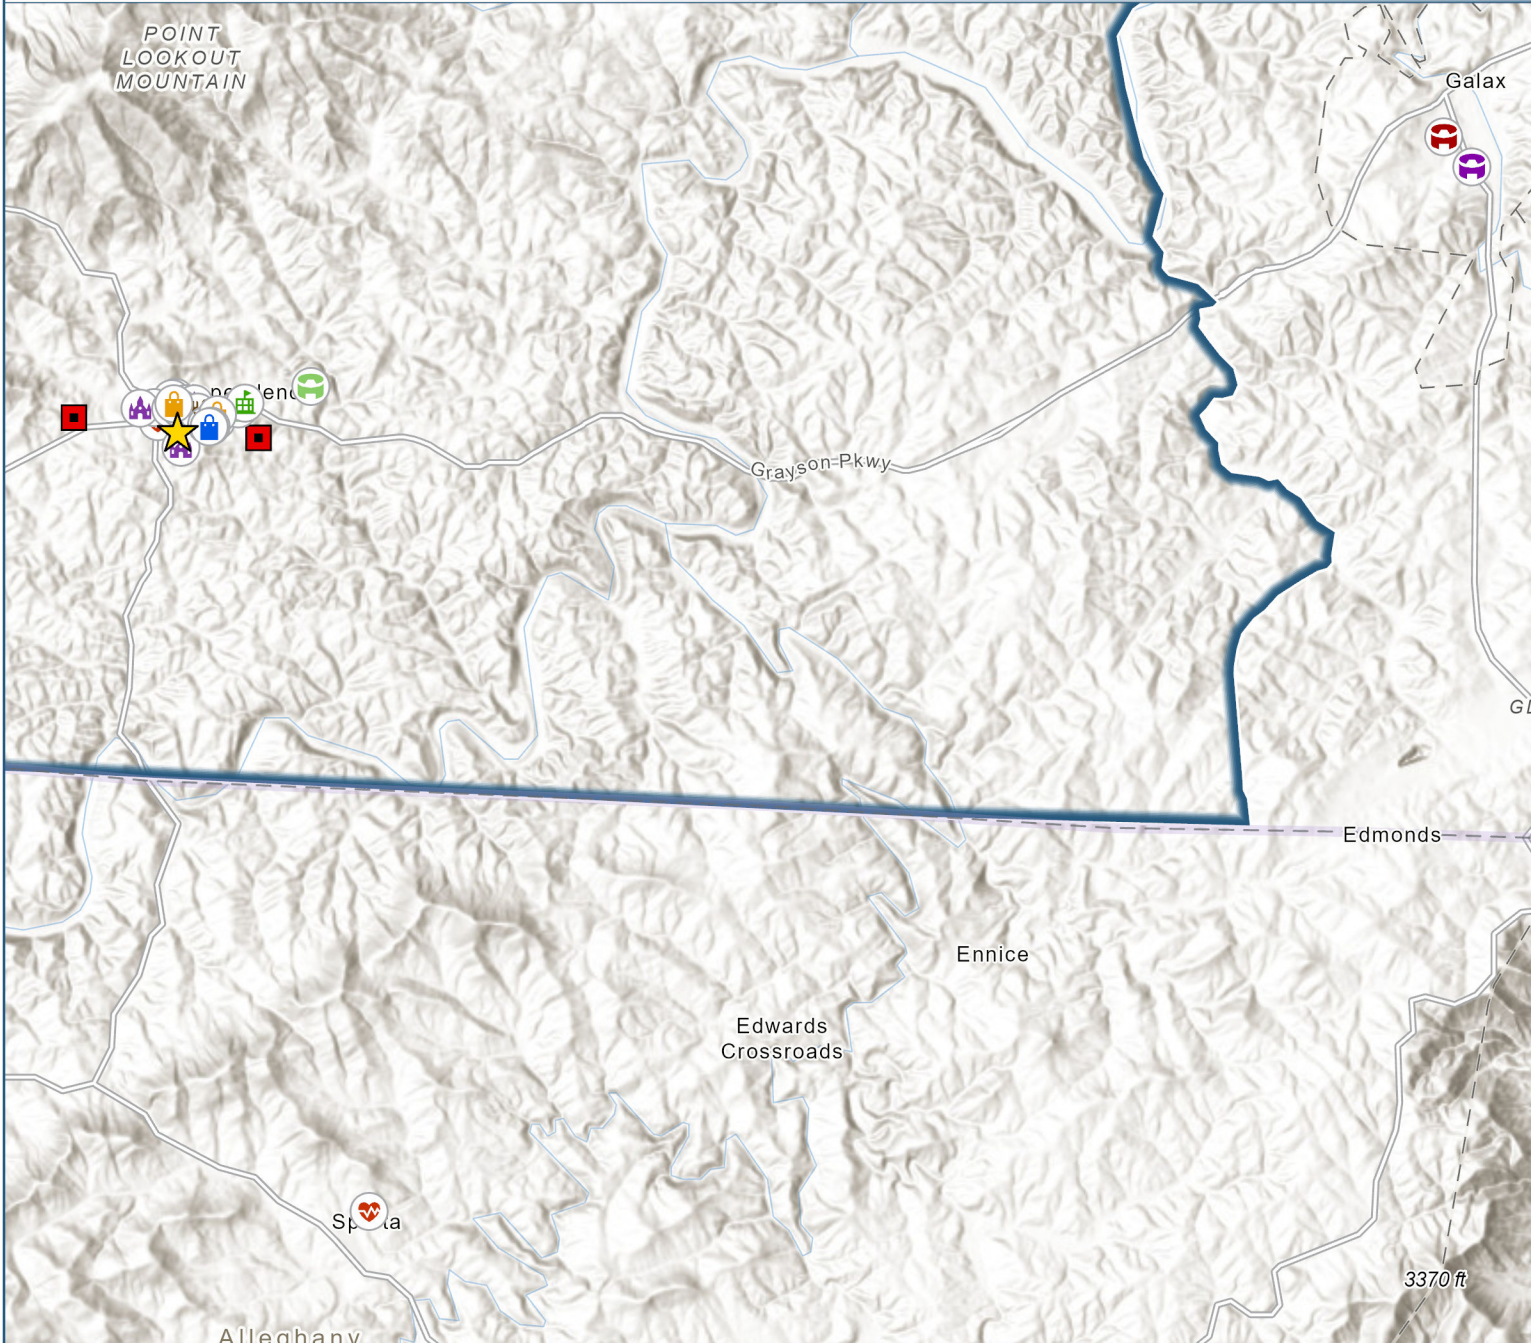 POINT
LOOKOUT
MOUNTAIN
Galax
Grayson Pkwy
Edmonds
Ennice
Edwards
Crossroads
3370 ft
Alleghany